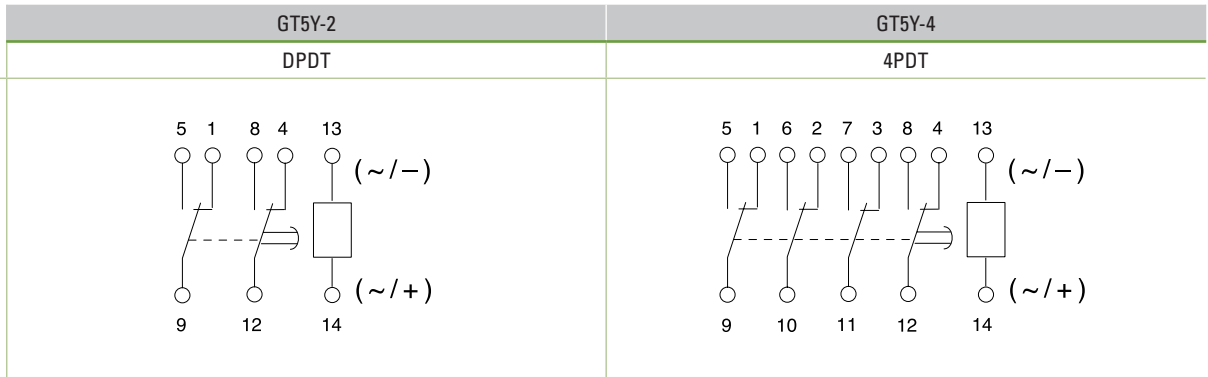 GT5Y-2 GT5Y-4
DPDT 4PDT
5 1 8 4 13 5 1 6 2 7 3 8 4 13
(~/−) (~/−)
(~/+) (~/+)
9 12 14 9 10 11 12 14